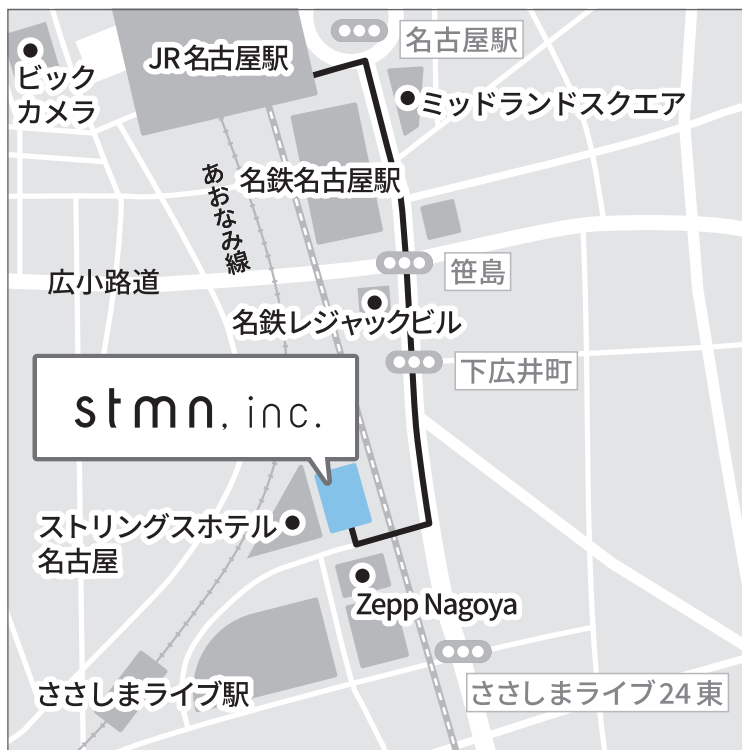 JR名古屋駅
名古屋駅
ビック
カメラ
ミッドランドスクエア
名鉄名古屋駅
あおなみ線
広小路道
笹島
名鉄レジャックビル
下広井町
stmn, inc.
ストリングスホテル
名古屋
Zepp Nagoya
ささしまライブ駅
ささしまライブ24東